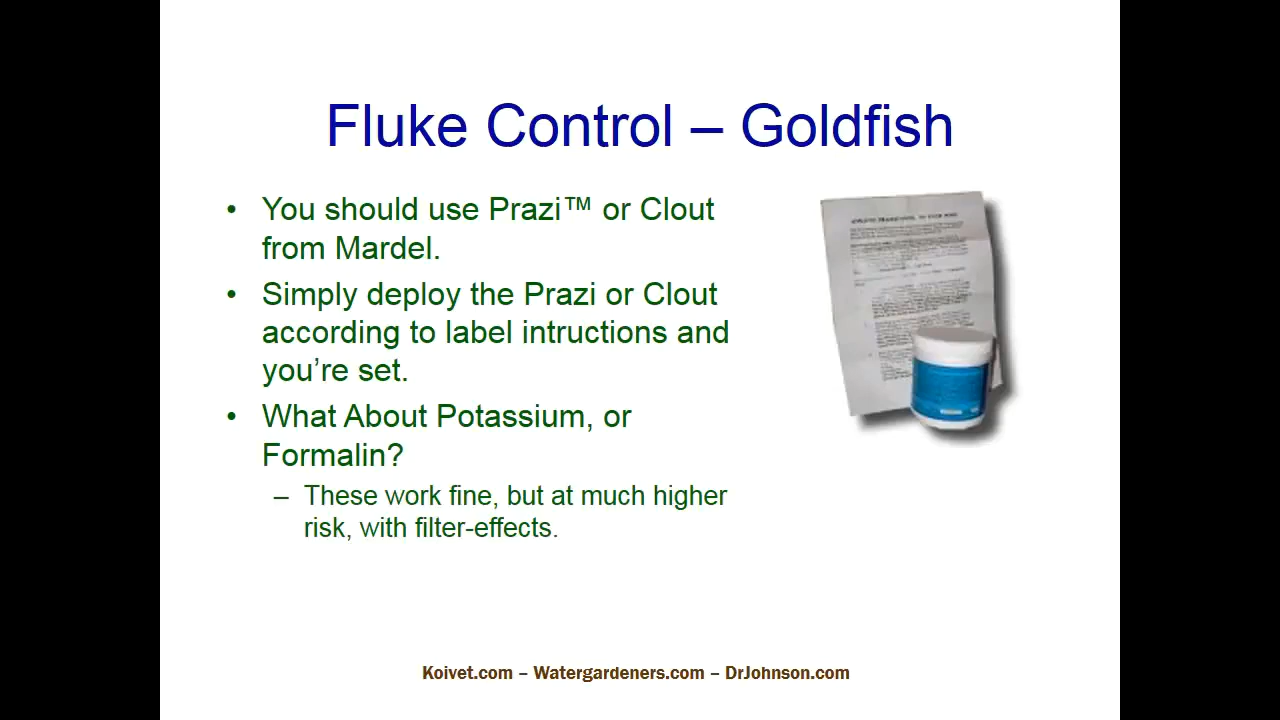 Fluke Control – Goldfish
• You should use Prazi™ or Clout
from Mardel.
• Simply deploy the Prazi or Clout
according to label intructions and
you’re set.
• What About Potassium, or
Formalin?
– These work fine, but at much higher
risk, with filter-effects.
Koivet.com – Watergardeners.com – DrJohnson.com